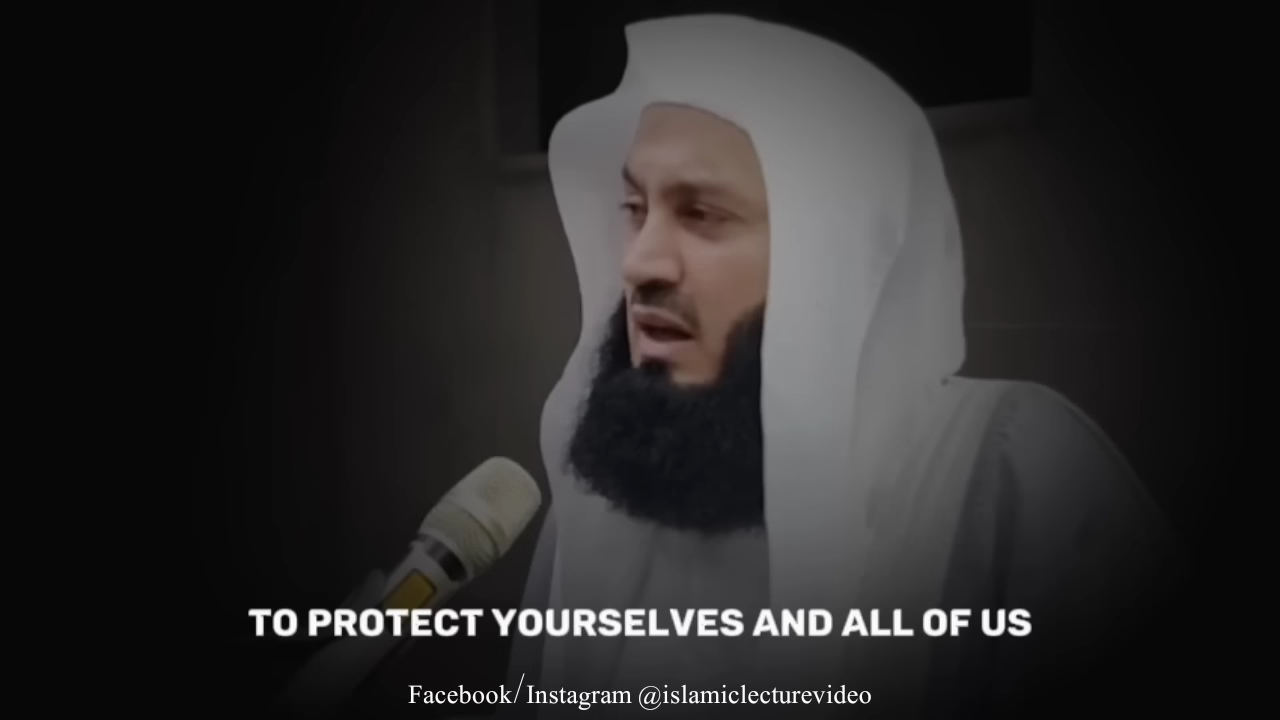 TO PROTECT YOURSELVES AND ALL OF US
Facebook/Instagram @islamiclecturevideo